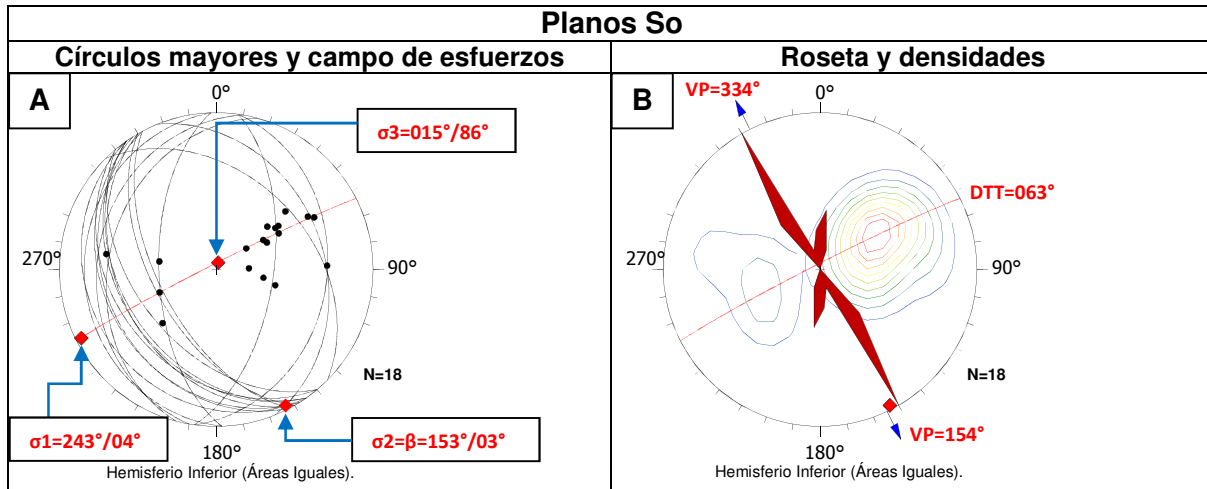 Planos So
Círculos mayores y campo de esfuerzos
Roseta y densidades
A
0°
σ3=015°/86°
270°
90°
N=18
σ1=243°/04°
σ2=β=153°/03°
180°
Hemisferio Inferior (Áreas Iguales).
B
VP=334°
0°
DTT=063°
270°
90°
N=18
VP=154°
180°
Hemisferio Inferior (Áreas Iguales).